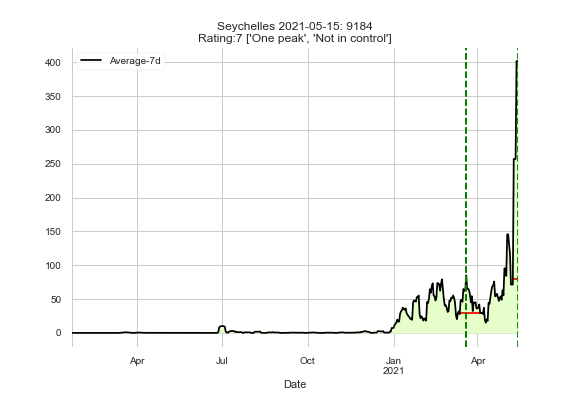 Seychelles 2021-05-15: 9184
Rating:7 ['One peak', 'Not in control']
Average-7d
400
350
300
250
200
150
100
50
0
Apr
Jul
Oct
Jan
2021
Apr
Date